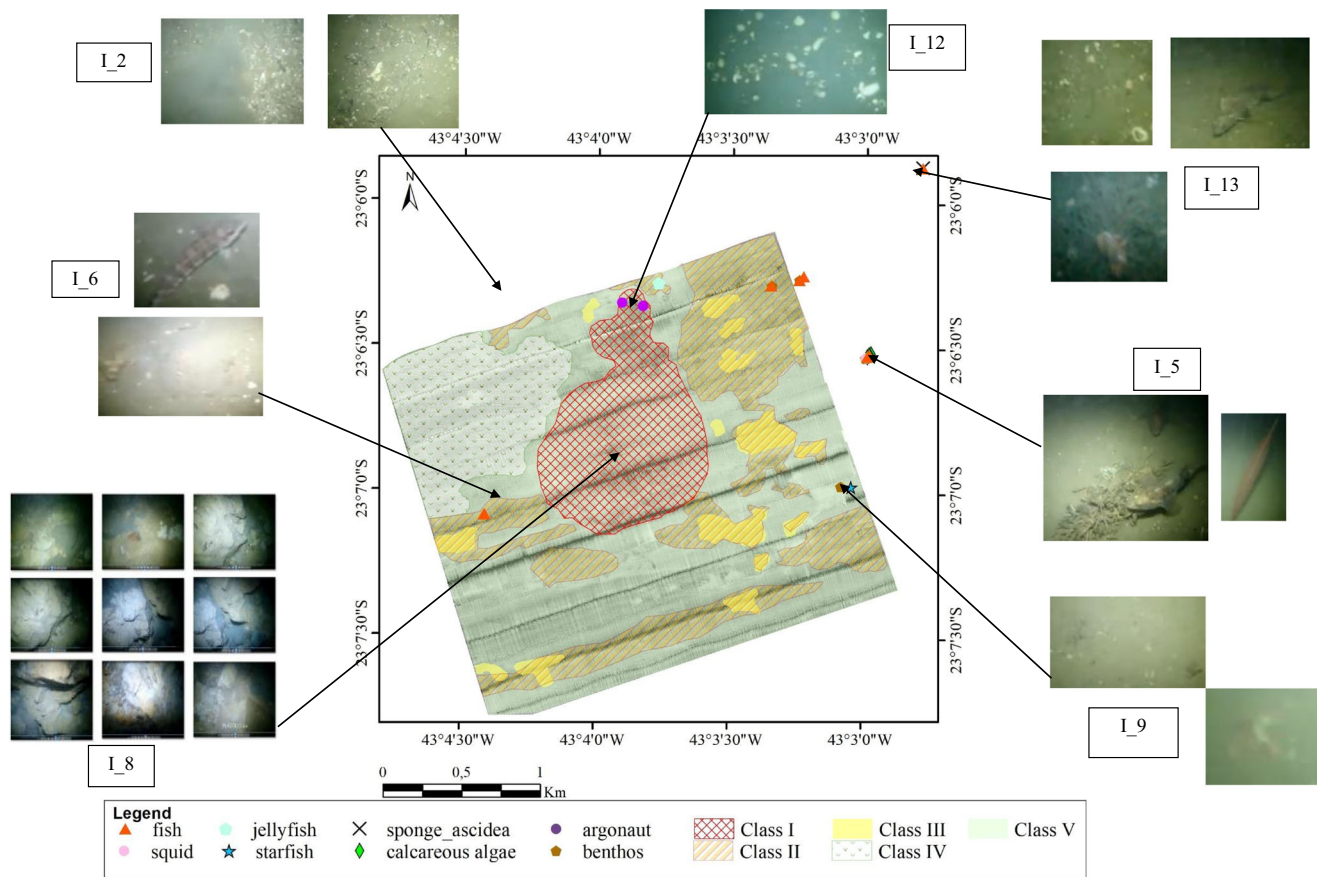 I_2
I_12
I_13
I_6
I_5
I_9
I_8
43°4'30"W
43°4'0"W
43°3'30"W
43°3'0"W
N
23°6'0"S
23°6'0"S
23°6'30"S
23°6'30"S
23°7'0"S
23°7'0"S
23°7'30"S
23°7'30"S
43°4'30"W
43°4'0"W
43°3'30"W
43°3'0"W
0 0,5 1
Km
Legend
fish jellyfish sponge_ascidea argonaut Class I Class III Class V
squid starfish calcareous algae benthos Class II Class IV